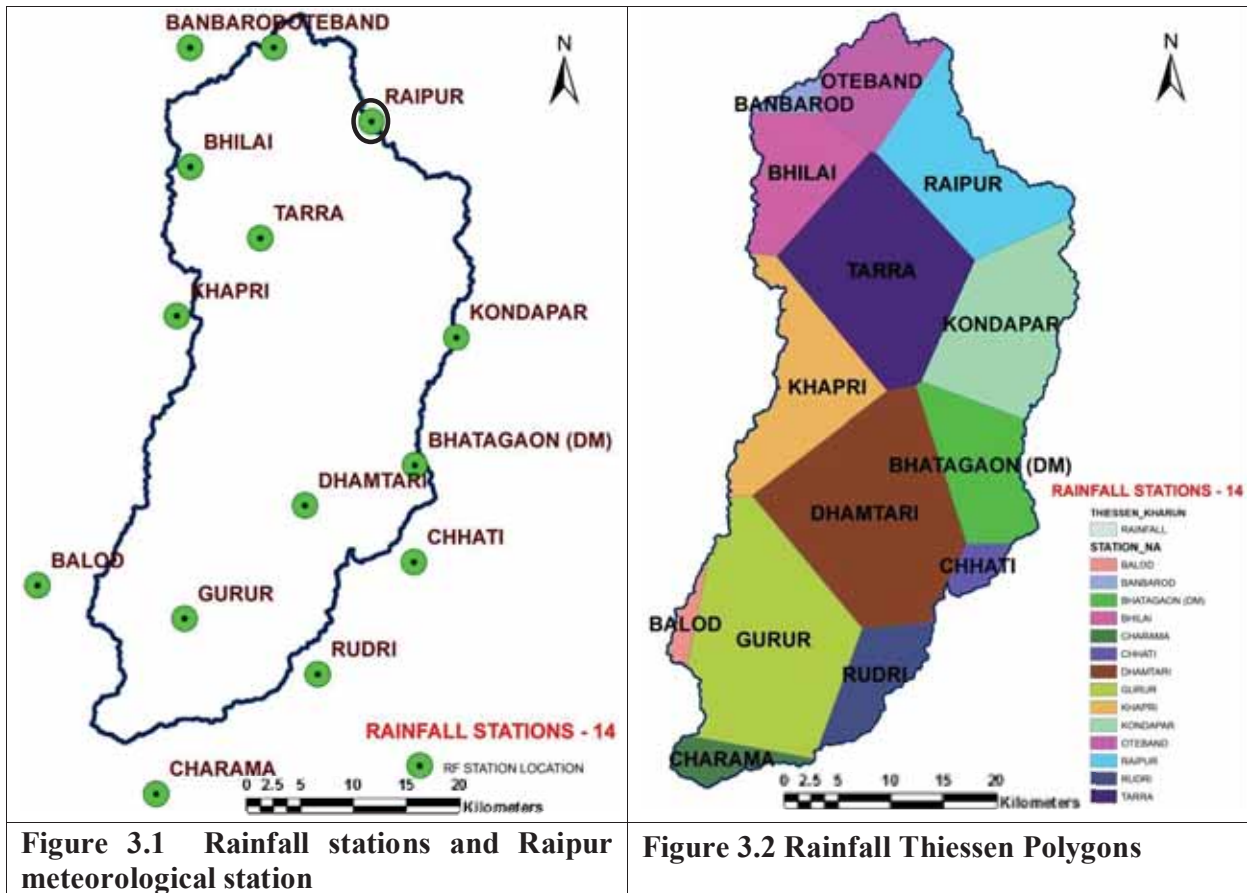 BANBAROD OTEBAND
N
RAIPUR
BHILAI
TARRA
KHAPRI
KONDAPAR
BHATAGAON (DM)
DHAMTARI
CHHATI
BALOD
GURUR
RUDRI
RAINFALL STATIONS - 14
CHARAMA
RF STATION LOCATION
0 2.5 5 10 15 20
Kilometers
Figure 3.1 Rainfall stations and Raipur
meteorological station
N
OTEBAND
BANBAROD
BHILAI
RAIPUR
TARRA
KONDAPAR
KHAPRI
BHATAGAON (DM)
DHAMTARI
CHHATI
BALOD
GURUR
RUDRI
CHARAMA
RAINFALL STATIONS - 14
THIESSEN_KHARUN
RAINFALL
STATION_NA
BALOD
BANBAROD
BHATAGAON (DM)
BHILAI
CHARAMA
CHHATI
DHAMTARI
GURUR
KHAPRI
KONDAPAR
OTEBAND
RAIPUR
RUDRI
TARRA
0 2.5 5 10 15 20
Kilometers
Figure 3.2 Rainfall Thiessen Polygons